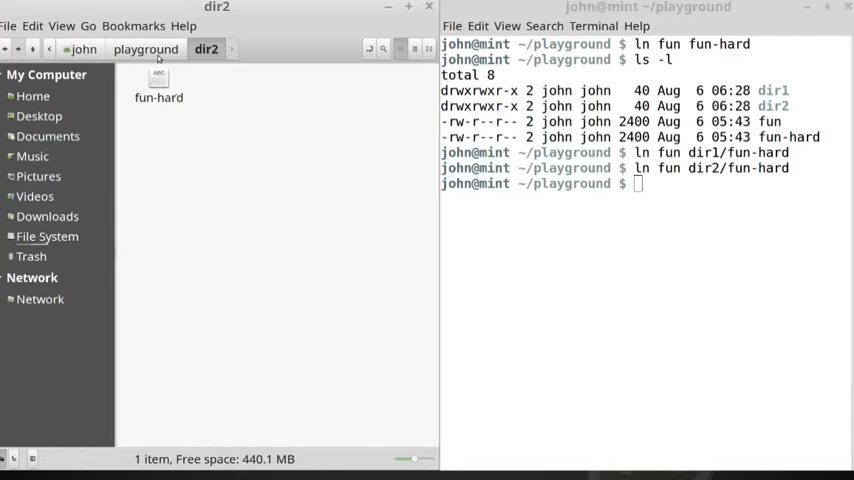 dir2
File Edit View Go Bookmarks Help
john playground dir2
My Computer
Home
Desktop
Documents
Music
Pictures
Videos
Downloads
File System
Trash
Network
Network
ABC
fun-hard
1 item, Free space: 440.1 MB
john@mint ~/playground
File Edit View Search Terminal Help
john@mint ~/playground $ ln fun fun-hard
john@mint ~/playground $ ls -l
total 8
drwxrwxr-x 2 john john   40 Aug  6 06:28 dir1
drwxrwxr-x 2 john john   40 Aug  6 06:28 dir2
-rw-r--r-- 2 john john 2400 Aug  6 05:43 fun
-rw-r--r-- 2 john john 2400 Aug  6 05:43 fun-hard
john@mint ~/playground $ ln fun dir1/fun-hard
john@mint ~/playground $ ln fun dir2/fun-hard
john@mint ~/playground $